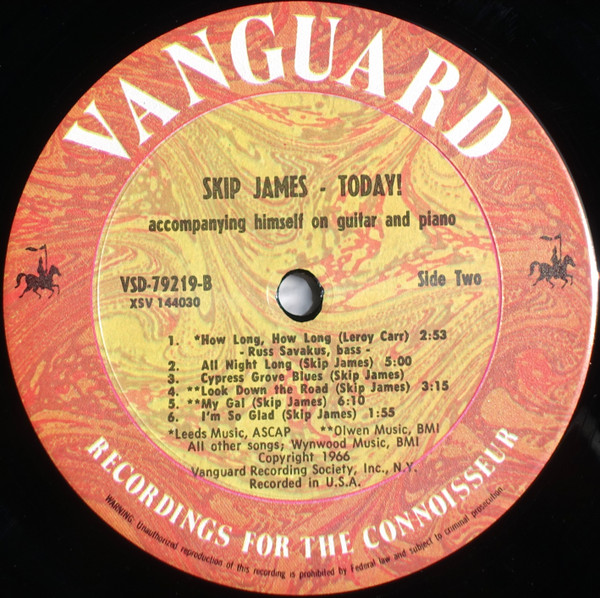 VANGUARD
SKIP JAMES - TODAY!
accompanying himself on guitar and piano
VSD-79219-B
XSV 144030
Side Two
1. *How Long, How Long (Leroy Carr) 2:53
- Russ Savakus, bass -
2. All Night Long (Skip James) 5:00
3. Cypress Grove Blues (Skip James)
4. **Look Down the Road (Skip James) 3:15
5. **My Gal (Skip James) 6:10
6. I'm So Glad (Skip James) 1:55
*Leeds Music, ASCAP **Olwen Music, BMI
All other songs; Wynwood Music, BMI
Copyright 1966
Vanguard Recording Society, Inc., N.Y.
Recorded in U.S.A.
RECORDINGS FOR THE CONNOISSEUR
WARNING: Unauthorized reproduction of this recording is prohibited by Federal law and subject to criminal prosecution.